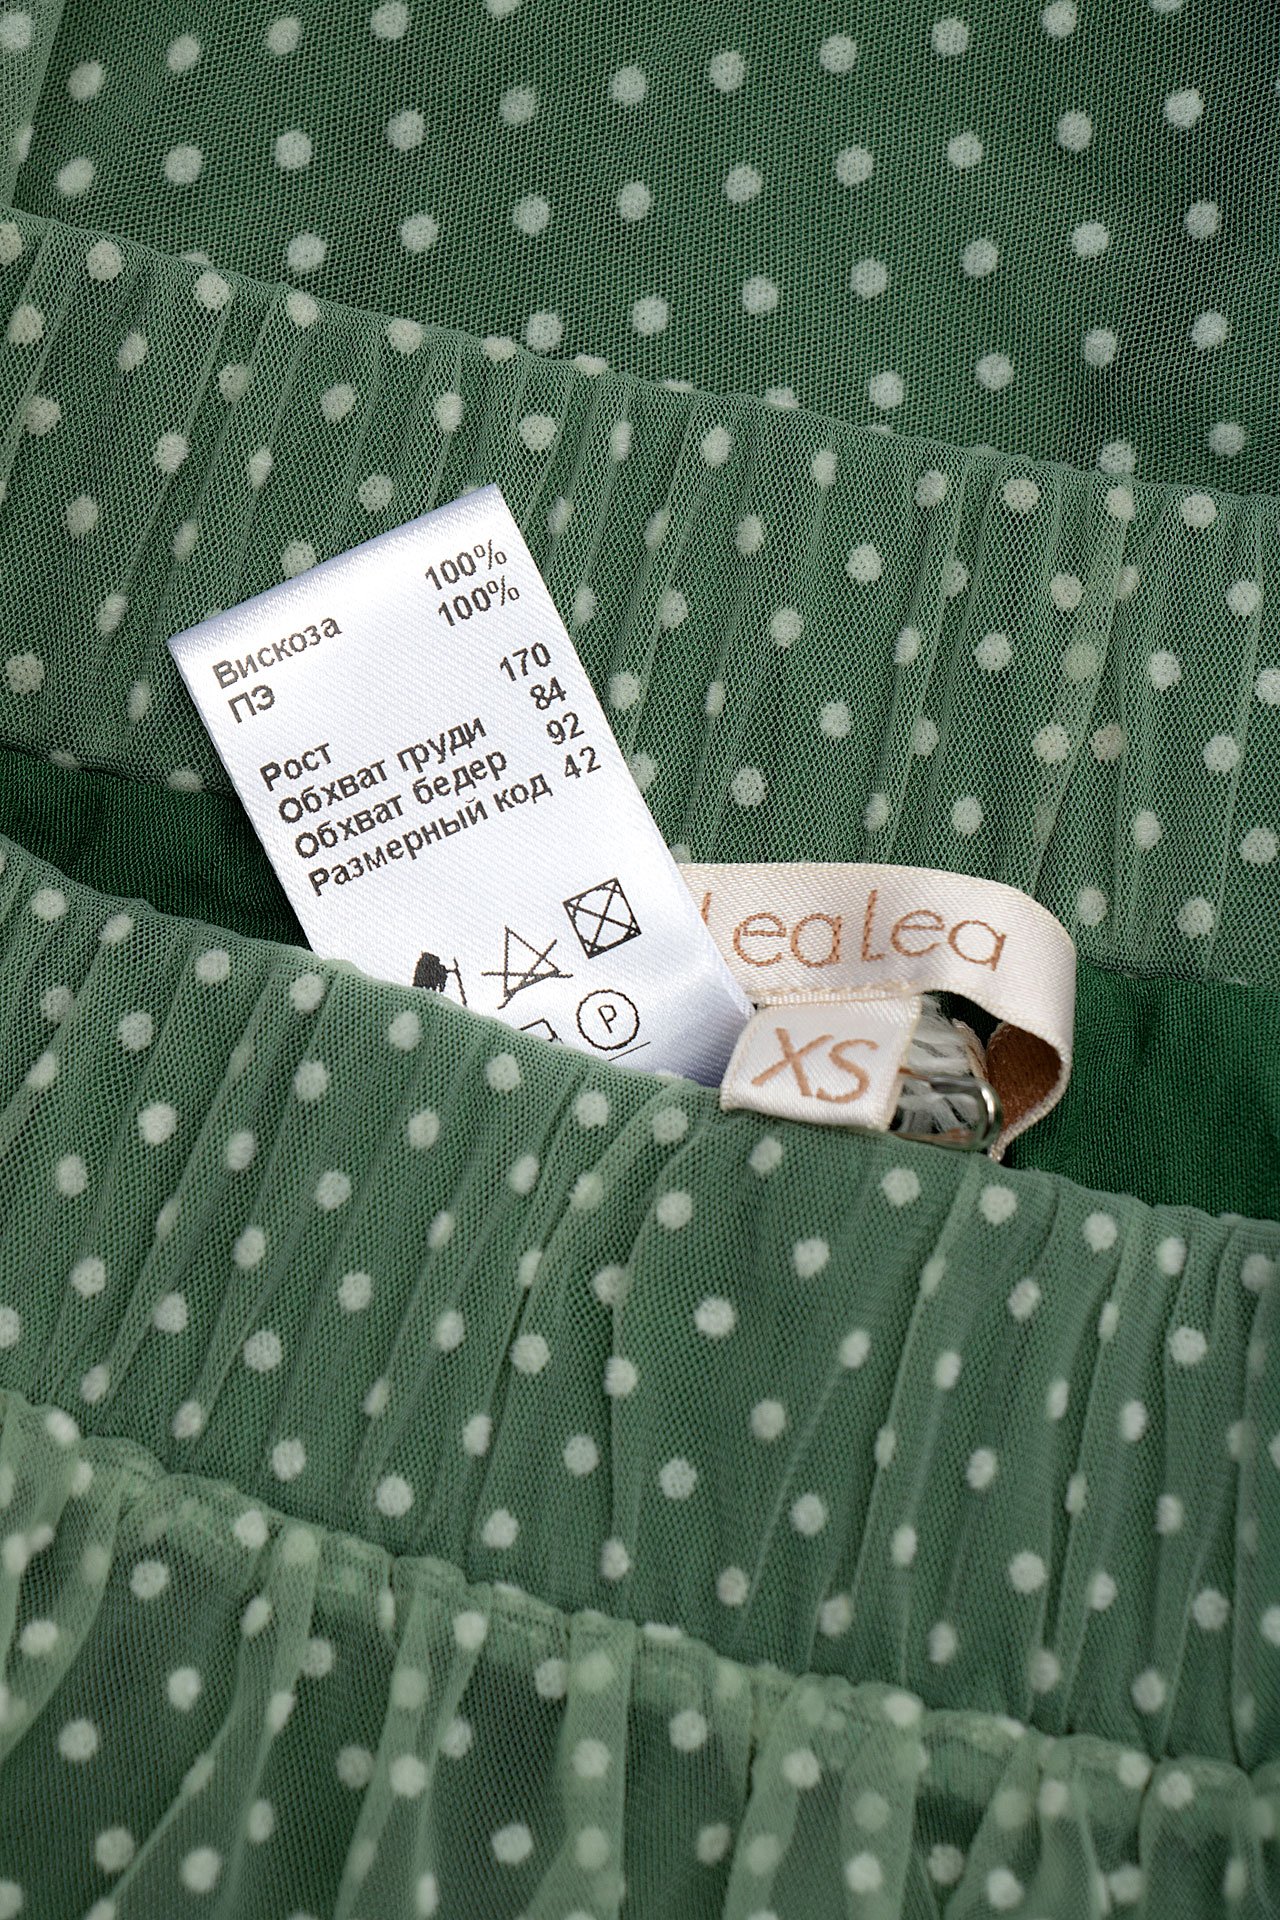 Вискоза 100%
ПЭ 100%
Рост 170
Обхват груди 84
Обхват бедер 92
Размерный код 42
P
LeaLea
XS